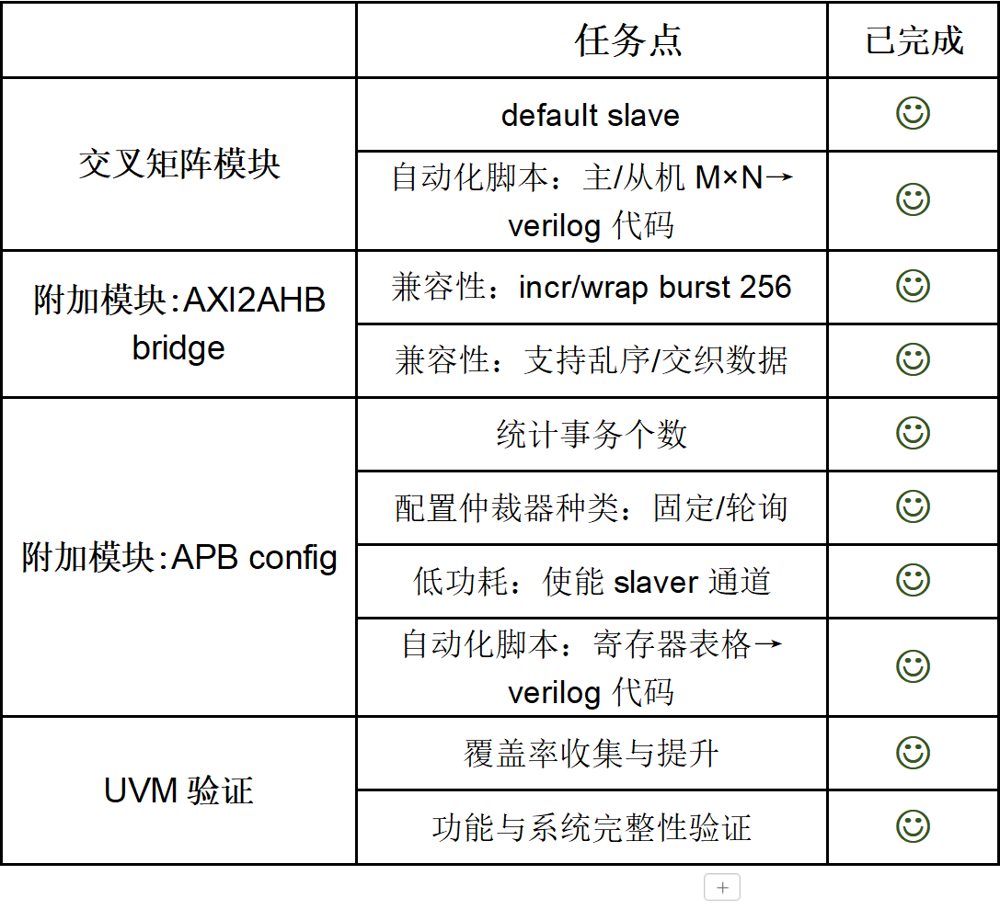 任务点
已完成
交叉矩阵模块
default slave
自动化脚本：主/从机 M×N→
verilog 代码
附加模块:AXI2AHB
bridge
兼容性：incr/wrap burst 256
兼容性：支持乱序/交织数据
附加模块:APB config
统计事务个数
配置仲裁器种类：固定/轮询
低功耗：使能 slaver 通道
自动化脚本：寄存器表格→
verilog 代码
UVM 验证
覆盖率收集与提升
功能与系统完整性验证